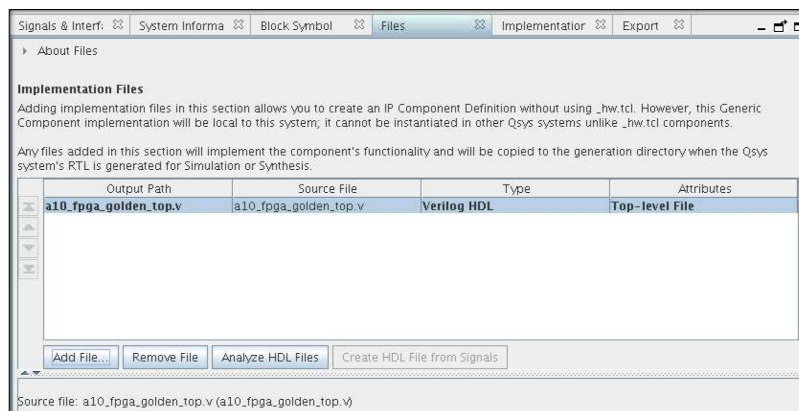 Signals & Interf: System Informa Block Symbol Files Implementation Export
About Files
Implementation Files
Adding implementation files in this section allows you to create an IP Component Definition without using _hw.tcl. However, this Generic
Component implementation will be local to this system; it cannot be instantiated in other Qsys systems unlike _hw.tcl components.
Any files added in this section will implement the component's functionality and will be copied to the generation directory when the Qsys
system's RTL is generated for Simulation or Synthesis.
Output Path Source File Type Attributes
a10_fpga_golden_top.v a10_fpga_golden_top.v Verilog HDL Top-level File
Add File... Remove File Analyze HDL Files Create HDL File from Signals
Source file: a10_fpga_golden_top.v (a10_fpga_golden_top.v)